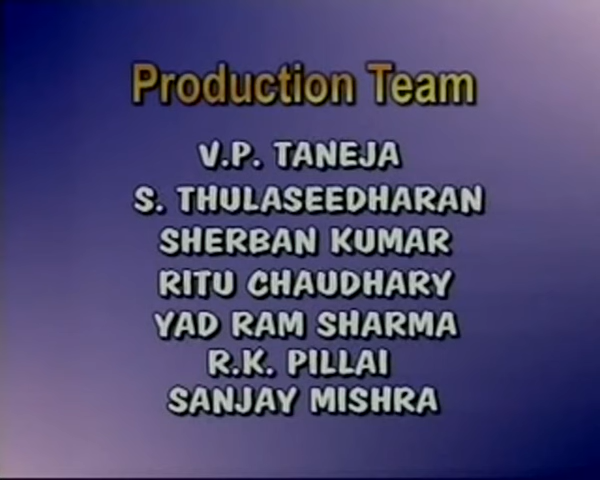 Production Team
V.P. TANEJA
S. THULASEEDHARAN
SHERBAN KUMAR
RITU CHAUDHARY
YAD RAM SHARMA
R.K. PILLAI
SANJAY MISHRA